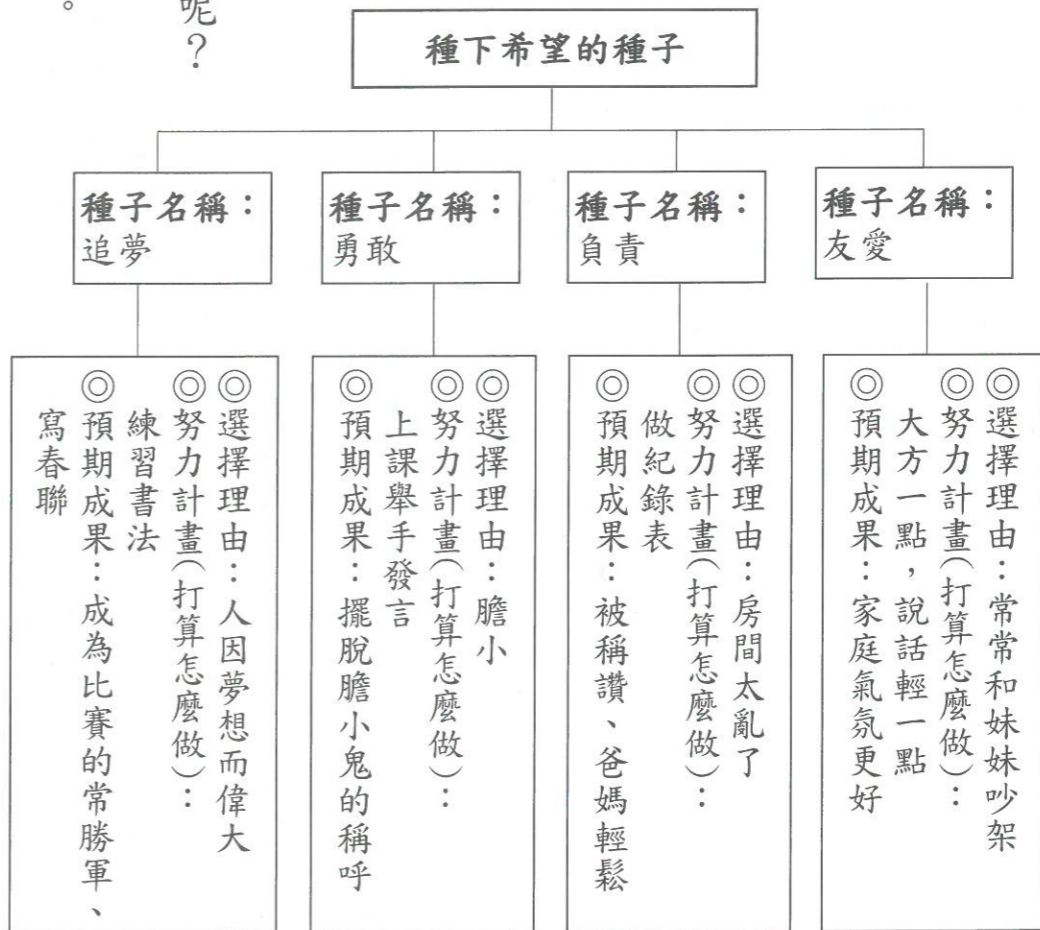 呢？
。
種下希望的種子
種子名稱：
友愛
◎選擇理由：常常和妹妹吵架
◎努力計畫(打算怎麼做)：
大方一點，說話輕一點
◎預期成果：家庭氣氛更好
種子名稱：
負責
◎選擇理由：房間太亂了
◎努力計畫(打算怎麼做)：
做紀錄表
◎預期成果：被稱讚、爸媽輕鬆
種子名稱：
勇敢
◎選擇理由：膽小
◎努力計畫(打算怎麼做)：
上課舉手發言
◎預期成果：擺脫膽小鬼的稱呼
種子名稱：
追夢
◎選擇理由：人因夢想而偉大
◎努力計畫(打算怎麼做)：
練習書法
◎預期成果：成為比賽的常勝軍、
寫春聯